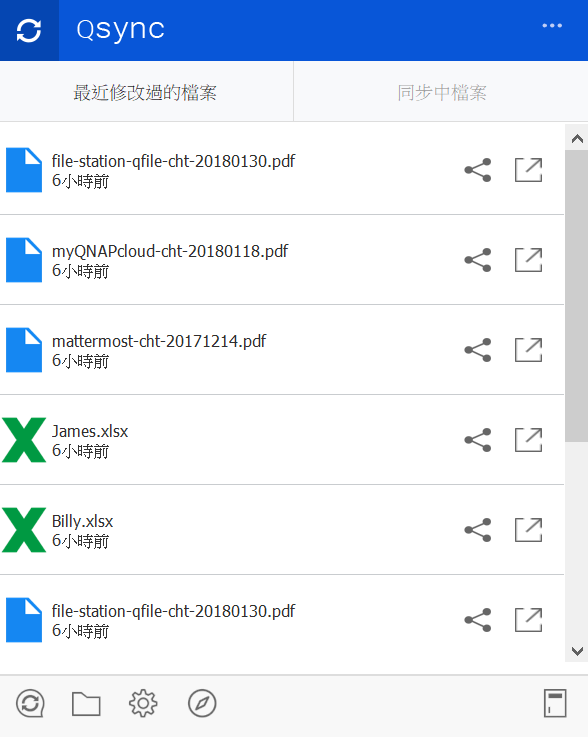 Qsync
最近修改過的檔案
同步中檔案
file-station-qfile-cht-20180130.pdf
6小時前
myQNAPcloud-cht-20180118.pdf
6小時前
mattermost-cht-20171214.pdf
6小時前
James.xlsx
6小時前
Billy.xlsx
6小時前
file-station-qfile-cht-20180130.pdf
6小時前